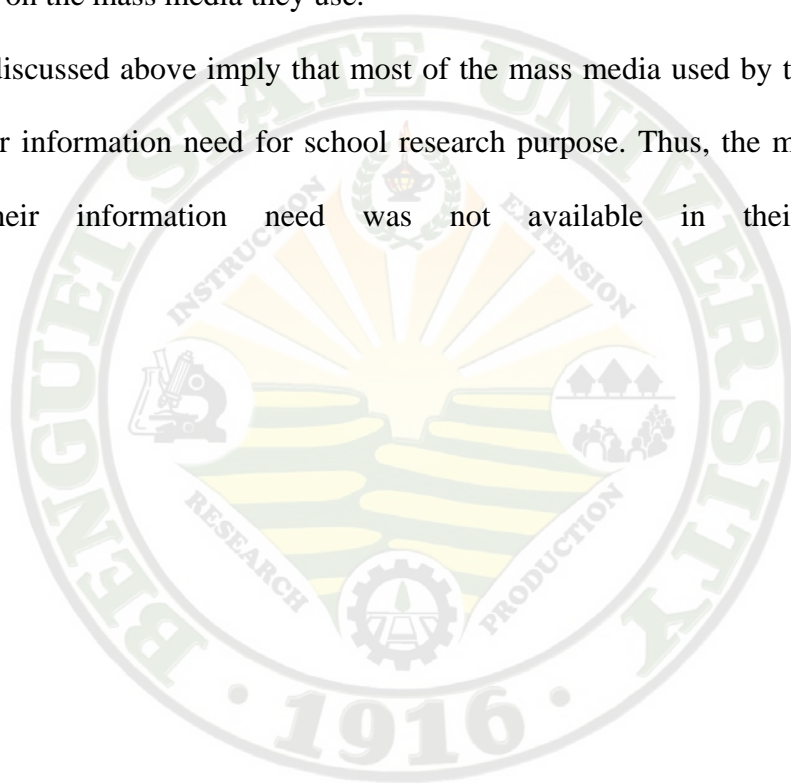 on the mass media they use.
discussed above imply that most of the mass media used by t
r information need for school research purpose. Thus, the m
heir information need was not available in thei
BENGUET STATE UNIVERSITY
INSTRUCTION
EXTENSION
RESEARCH
PRODUCTION
1916